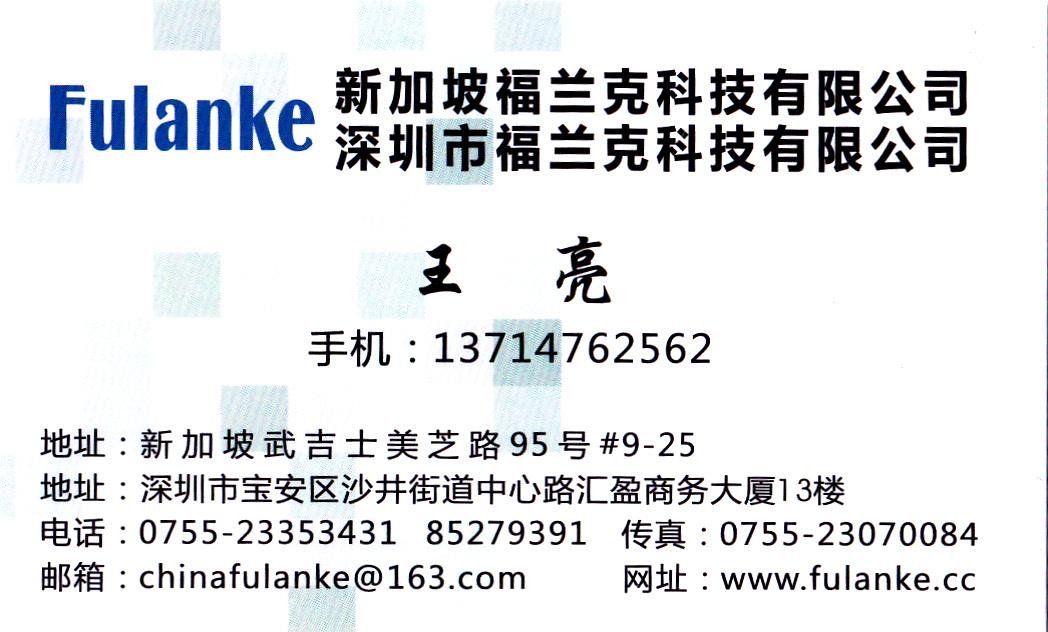 Fulanke
新加坡福兰克科技有限公司
深圳市福兰克科技有限公司
王 亮
手机：13714762562
地址：新加坡武吉士美芝路95号#9-25
地址：深圳市宝安区沙井街道中心路汇盈商务大厦13楼
电话：0755-23353431 85279391 传真：0755-23070084
邮箱：chinafulanke@163.com 网址：www.fulanke.cc